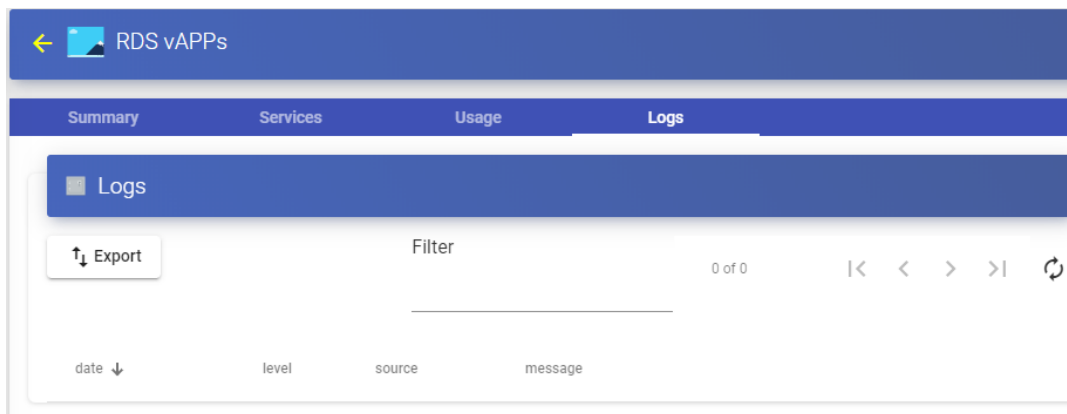 RDS vAPPs
Summary Services Usage Logs
Logs
Export
Filter
0 of 0
date level source message